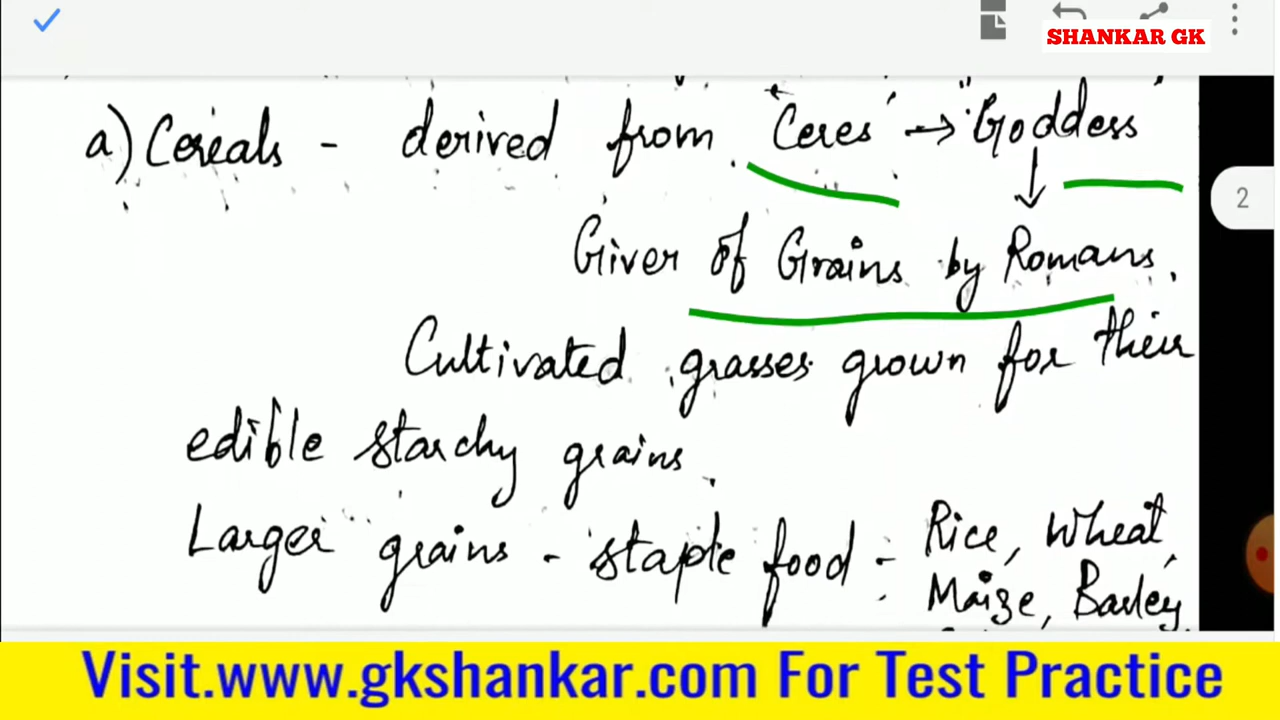 SHANKAR GK
a) Cereals - derived from "Ceres" → "Goddess"
2
↓
Giver of Grains by Romans.
Cultivated grasses grown for their
edible starchy grains.
Larger grains - staple food - Rice, Wheat,
Maize, Barley,
Visit.www.gkshankar.com For Test Practice